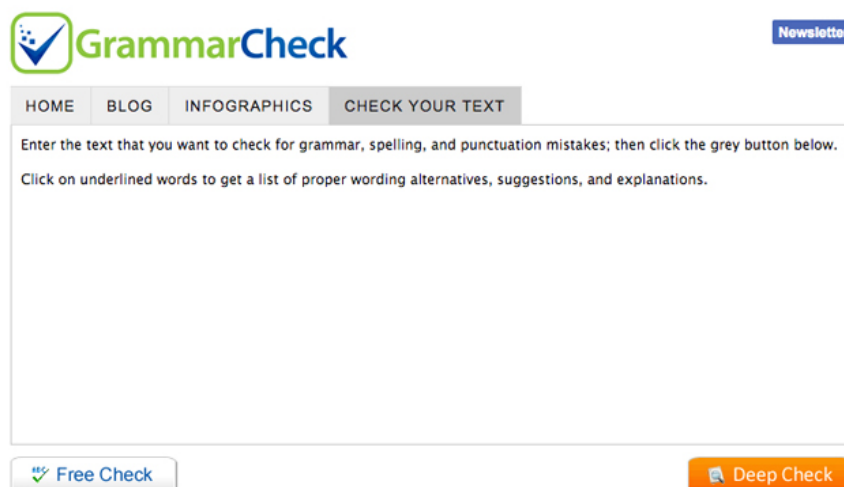 GrammarCheck
Newslette
HOME BLOG INFOGRAPHICS CHECK YOUR TEXT
Enter the text that you want to check for grammar, spelling, and punctuation mistakes; then click the grey button below.
Click on underlined words to get a list of proper wording alternatives, suggestions, and explanations.
ABC Free Check
Deep Check